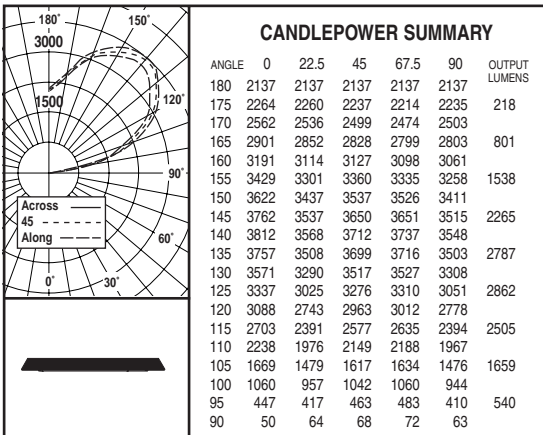 180˚
150˚
3000
1500
120˚
90˚
Across
45
Along
60˚
0˚
30˚
CANDLEPOWER SUMMARY
ANGLE 0 22.5 45 67.5 90 OUTPUT
LUMENS
180 2137 2137 2137 2137 2137
175 2264 2260 2237 2214 2235 218
170 2562 2536 2499 2474 2503
165 2901 2852 2828 2799 2803 801
160 3191 3114 3127 3098 3061
155 3429 3301 3360 3335 3258 1538
150 3622 3437 3537 3526 3411
145 3762 3537 3650 3651 3515 2265
140 3812 3568 3712 3737 3548
135 3757 3508 3699 3716 3503 2787
130 3571 3290 3517 3527 3308
125 3337 3025 3276 3310 3051 2862
120 3088 2743 2963 3012 2778
115 2703 2391 2577 2635 2394 2505
110 2238 1976 2149 2188 1967
105 1669 1479 1617 1634 1476 1659
100 1060 957 1042 1060 944
95 447 417 463 483 410 540
90 50 64 68 72 63